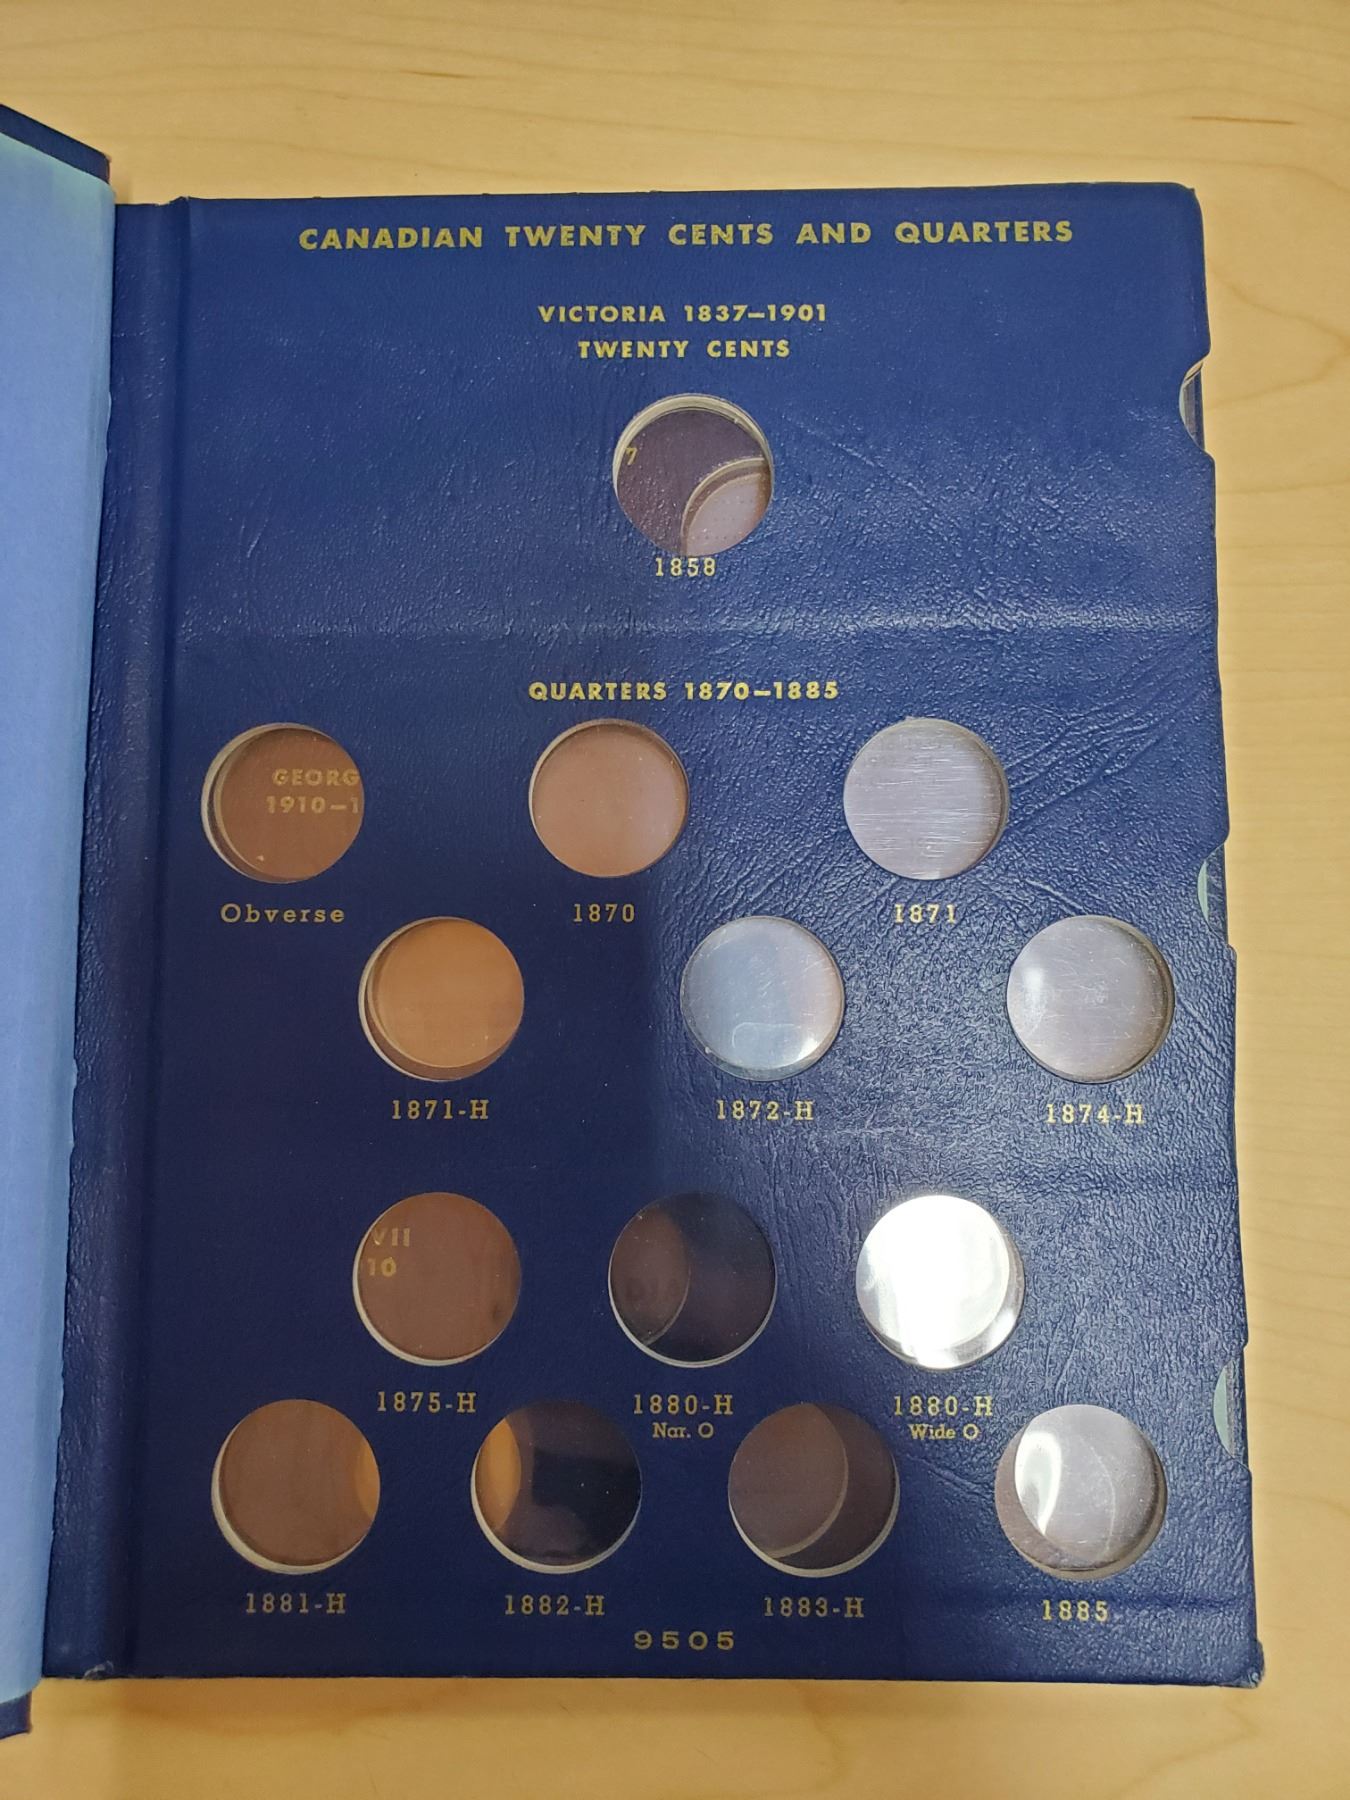 CANADIAN TWENTY CENTS AND QUARTERS
VICTORIA 1837–1901
TWENTY CENTS
7
1858
QUARTERS 1870–1885
GEORG
1910–1
Obverse 1870 1871
1871-H 1872-H 1874-H
VII
10
1875-H 1880-H 1880-H
Nar. O Wide O
1881-H 1882-H 1883-H 1885
9505